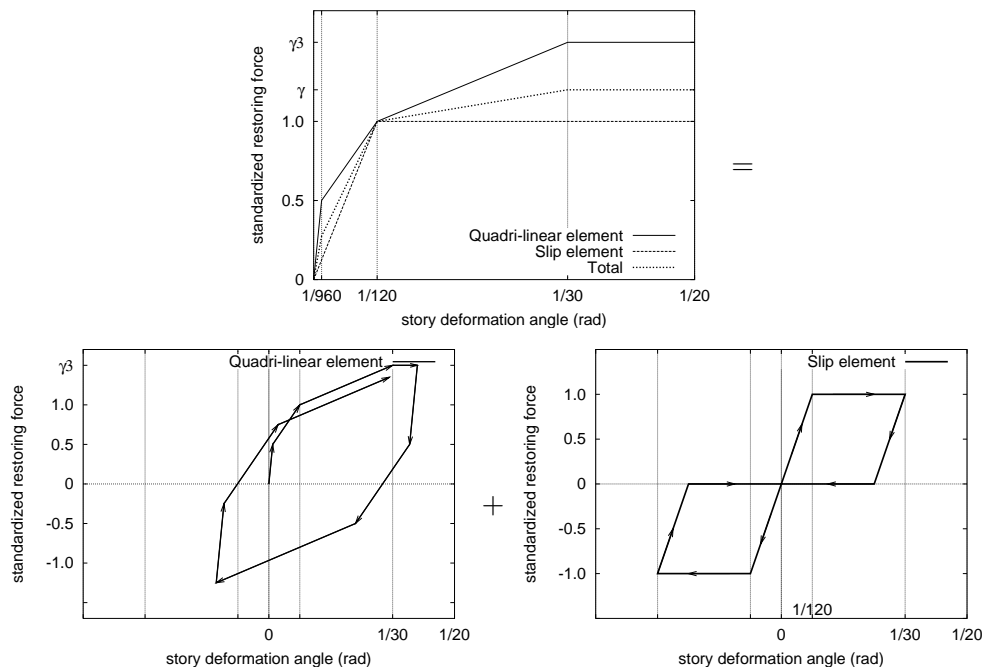 standardized restoring force
γ3
γ
1.0
0.5
0
Quadri-linear element
Slip element
Total
1/960 1/120 1/30 1/20
story deformation angle (rad)
=
standardized restoring force
γ3
1.0
0.5
0
-0.5
-1.0
Quadri-linear element
0 1/30 1/20
story deformation angle (rad)
+
standardized restoring force
1.0
0.5
0
-0.5
-1.0
Slip element
1/120
0 1/30 1/20
story deformation angle (rad)